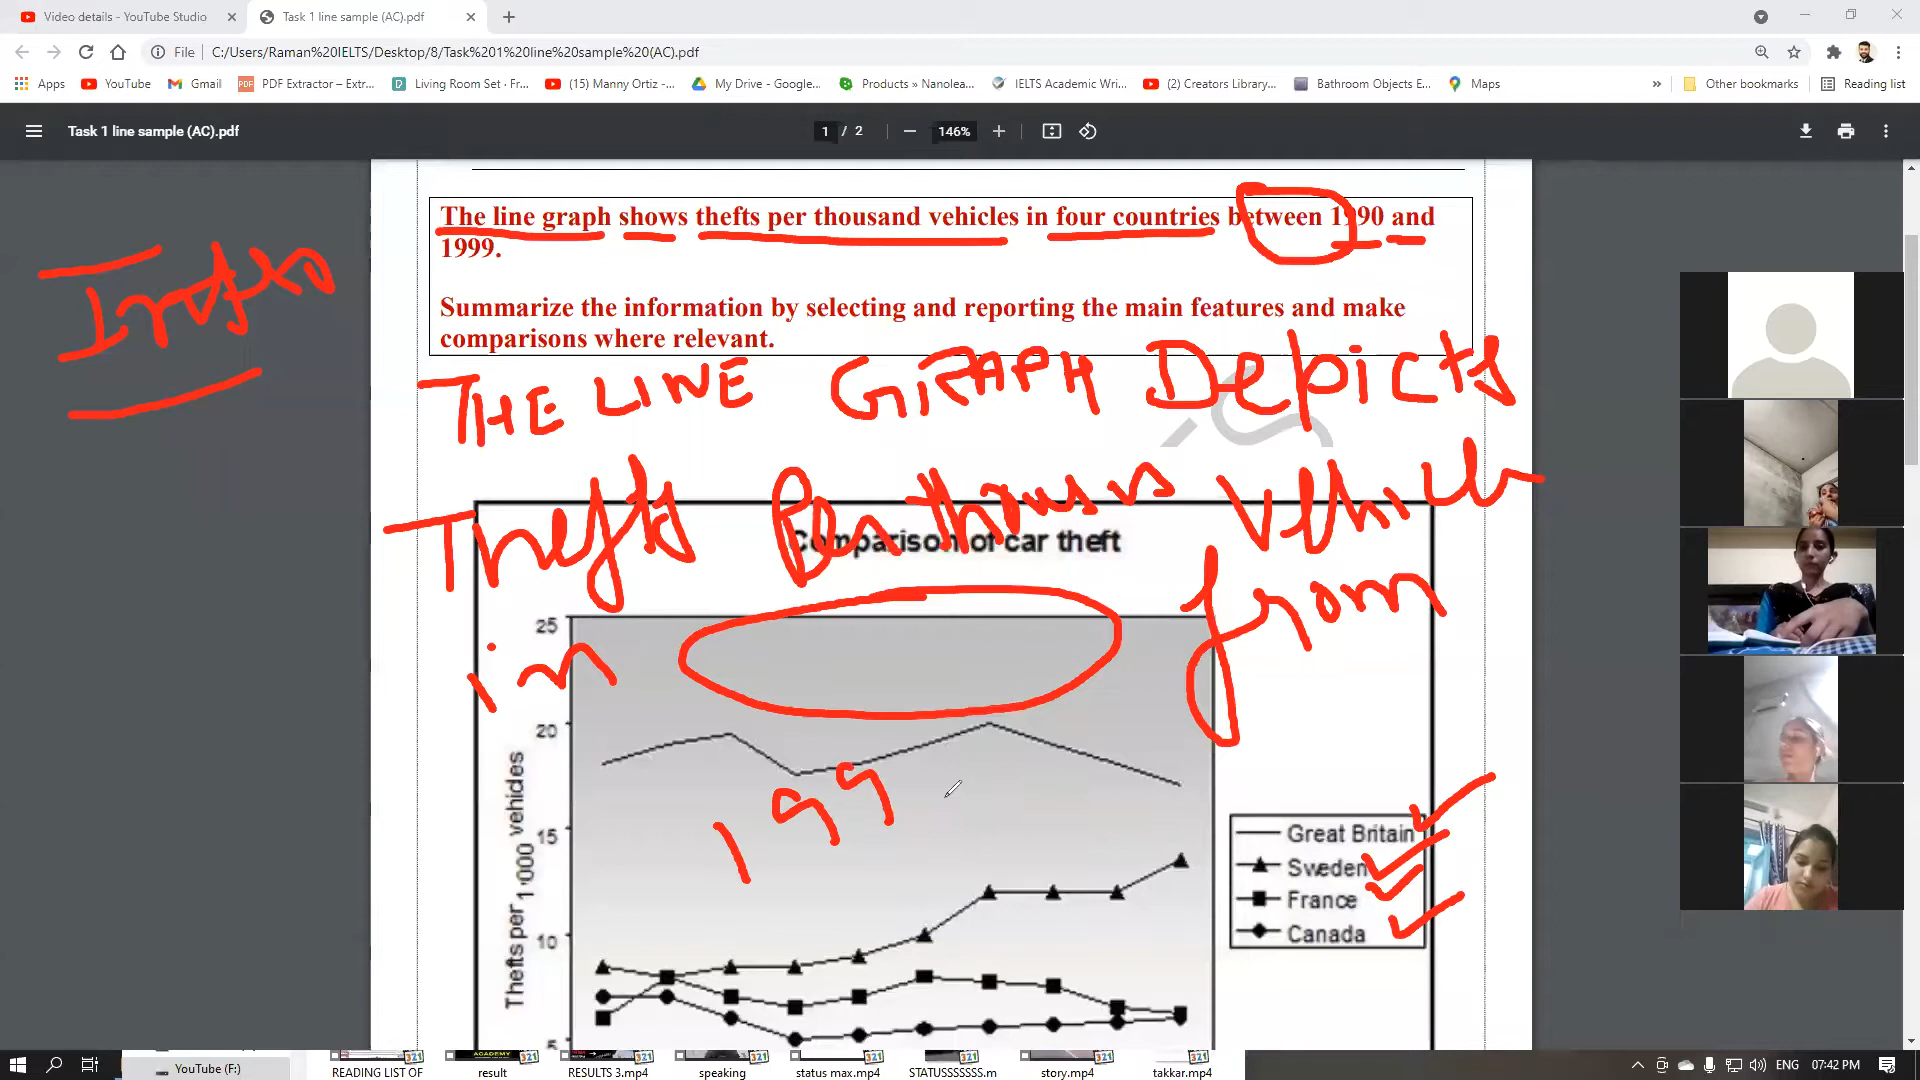 Video details - YouTube Studio
Task 1 line sample (AC).pdf
File
C:/Users/Raman%20IELTS/Desktop/8/Task%201%20line%20sample%20(AC).pdf
Apps
YouTube
Gmail
PDF Extractor – Extr...
Living Room Set · Fr...
(15) Manny Ortiz -...
My Drive - Google...
Products » Nanolea...
IELTS Academic Wri...
(2) Creators Library...
Bathroom Objects E...
Maps
»
Other bookmarks
Reading list
Task 1 line sample (AC).pdf
1 / 2
146%
The line graph shows thefts per thousand vehicles in four countries between 1990 and
1999.
Summarize the information by selecting and reporting the main features and make
comparisons where relevant.
Intro
THE LINE GRAPH Depicts
Thefts Per
in from
199
Comparison of car theft
25
20
15
10
5
Thefts per 1,000 vehicles
Great Britain
Sweden
France
Canada
YouTube (F:)
READING LIST OF
result
RESULTS 3.mp4
speaking
status max.mp4
STATUSSSSSSS.m
story.mp4
takkar.mp4
ENG
07:42 PM